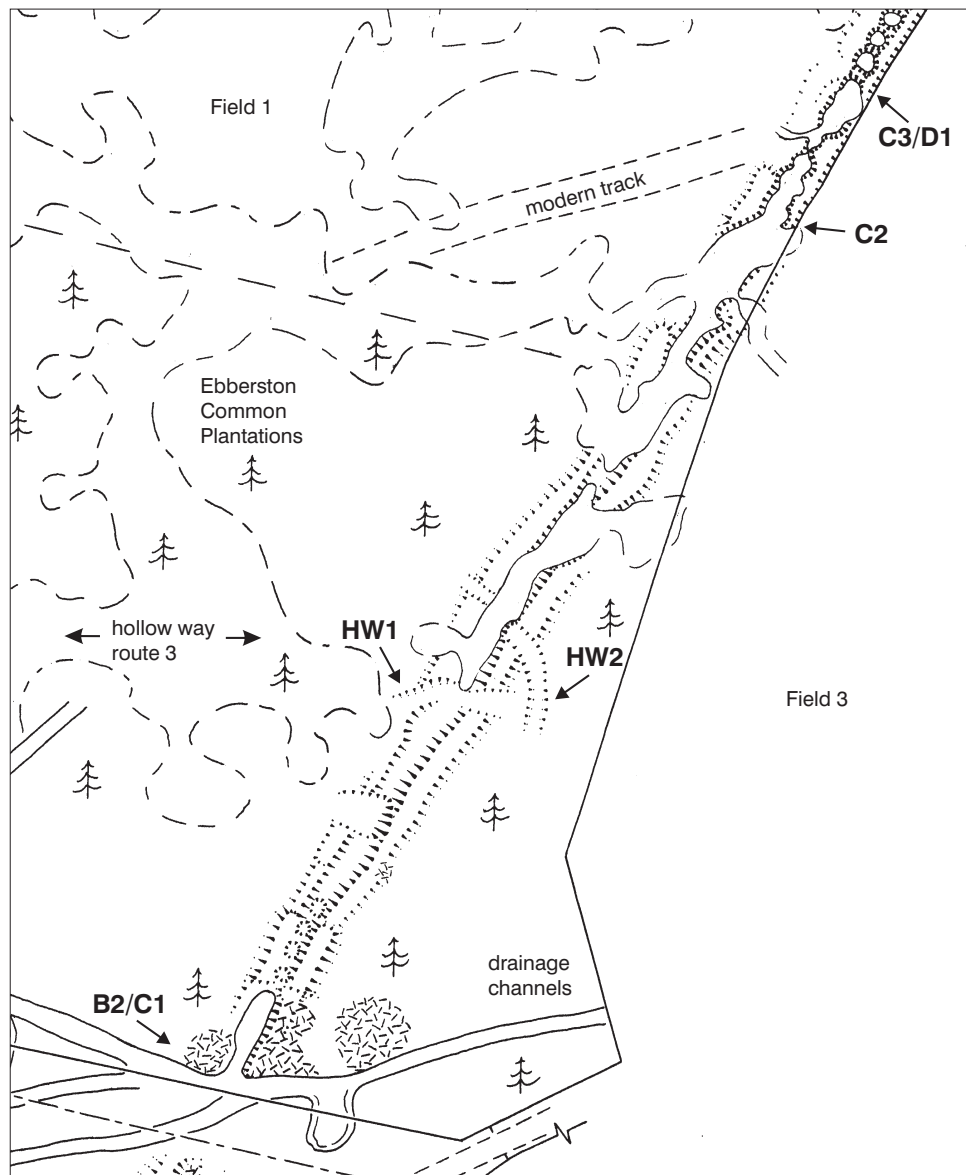 Field 1
C3/D1
modern track
C2
Ebberston
Common
Plantations
hollow way
route 3
HW1
HW2
Field 3
drainage
channels
B2/C1
N